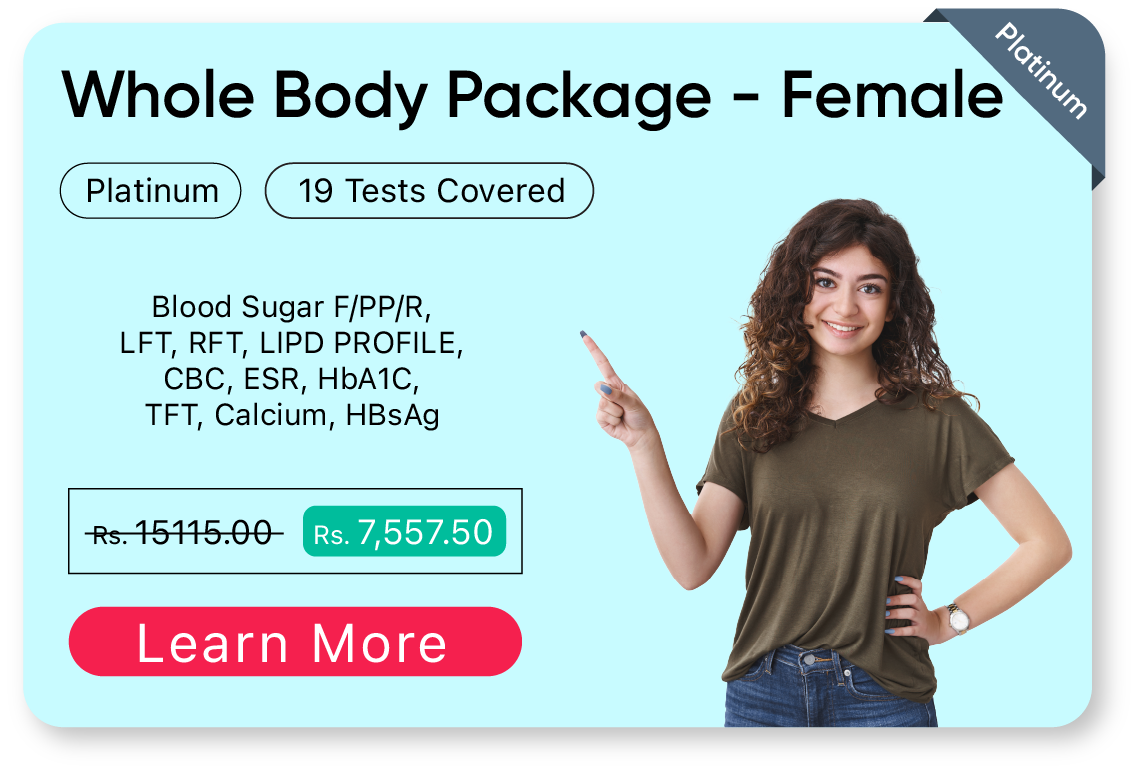 Whole Body Package - Female
Platinum
Platinum
19 Tests Covered
Blood Sugar F/PP/R,
LFT, RFT, LIPD PROFILE,
CBC, ESR, HbA1C,
TFT, Calcium, HBsAg
Rs. 15115.00
Rs. 7,557.50
Learn More